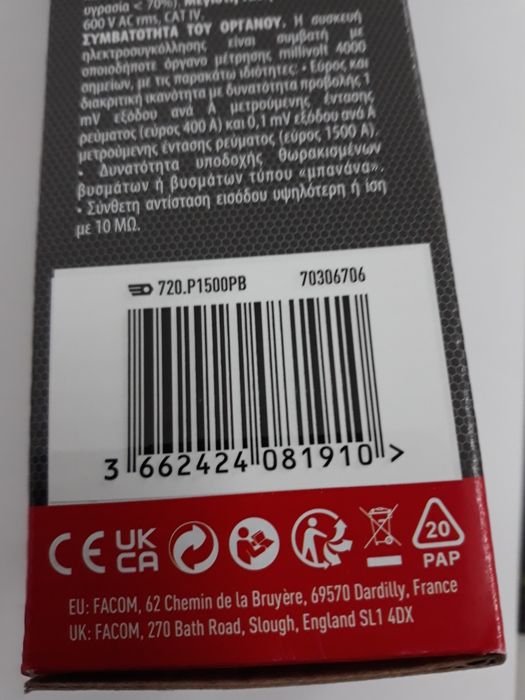 υγρασία < 70%).
600 V AC rms, CAT IV.
ΣΥΜΒΑΤΟΤΗΤΑ ΤΟΥ ΟΡΓΑΝΟΥ. Η συσκευή
ηλεκτροσυγκόλλησης είναι συμβατή με
οποιοδήποτε όργανο μέτρησης millivolt 4000
σημείων, με τις παρακάτω ιδιότητες: • Εύρος και
διακριτική ικανότητα με δυνατότητα προβολής 1
mV εξόδου ανά A μετρούμενης έντασης
ρεύματος (εύρος 400 A) και 0,1 mV εξόδου ανά A
μετρούμενης έντασης ρεύματος (εύρος 1500 A).
• Δυνατότητα υποδοχής θωρακισμένων
βυσμάτων ή βυσμάτων τύπου «μπανάνα».
• Σύνθετη αντίσταση εισόδου υψηλότερη ή ίση
με 10 MΩ.
720.P1500PB 70306706
3 662424 081910 >
CE UK CA 20 PAP
EU: FACOM, 62 Chemin de la Bruyère, 69570 Dardilly, France
UK: FACOM, 270 Bath Road, Slough, England SL1 4DX